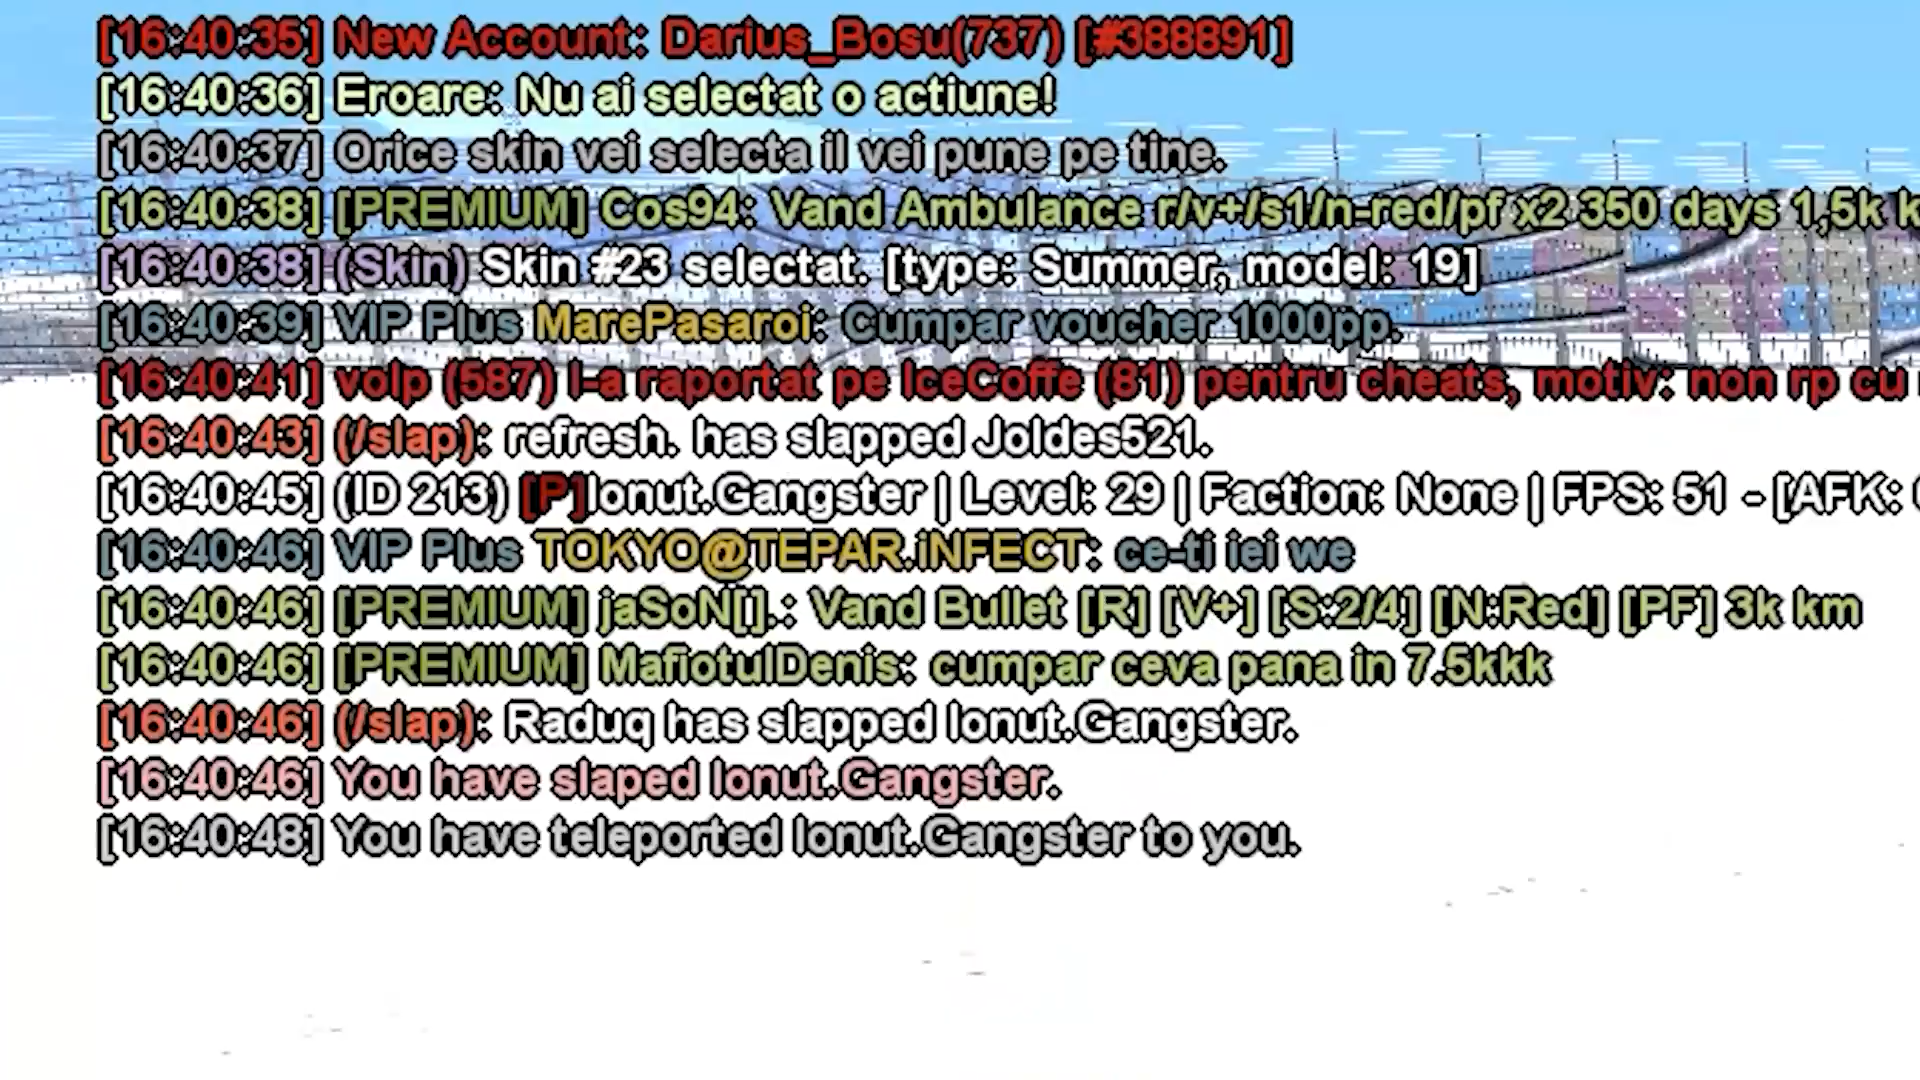 [16:40:35] New Account: Darius_Bosu(737) [#388891]
[16:40:36] Eroare: Nu ai selectat o actiune!
[16:40:37] Orice skin vei selecta il vei pune pe tine.
[16:40:38] [PREMIUM] Cos94: Vand Ambulance r/v+/s1/n-red/pf x2 350 days 1,5k
[16:40:38] (Skin) Skin #23 selectat. [type: Summer, model: 19]
[16:40:39] VIP Plus MarePasaroi: Cumpar voucher 1000pp.
[16:40:41] volp (587) l-a raportat pe IceCoffe (81) pentru cheats, motiv: non rp cu
[16:40:43] (/slap): refresh. has slapped Joldes521.
[16:40:45] (ID 213) [P]Ionut.Gangster | Level: 29 | Faction: None | FPS: 51 - [AFK:
[16:40:46] VIP Plus TOKYO@TEPAR.iNFECT: ce-ti iei we
[16:40:46] [PREMIUM] jaSoN[].: Vand Bullet [R] [V+] [S:2/4] [N:Red] [PF] 3k km
[16:40:46] [PREMIUM] MafiotulDenis: cumpar ceva pana in 7.5kkk
[16:40:46] (/slap): Raduq has slapped Ionut.Gangster.
[16:40:46] You have slaped Ionut.Gangster.
[16:40:48] You have teleported Ionut.Gangster to you.